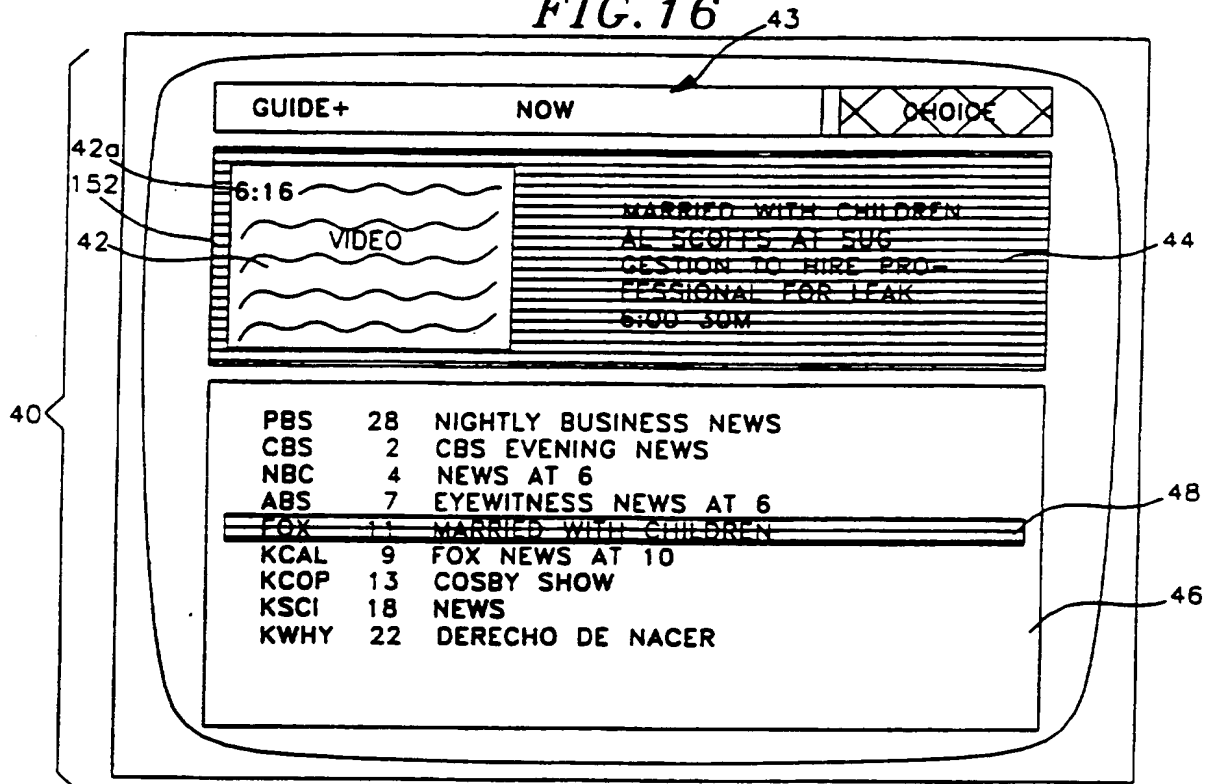 FIG. 16
43
GUIDE+ NOW CHOICE
42a
152
42
6:16
VIDEO
MARRIED WITH CHILDREN
AL SCOFFS AT SUG
GESTION TO HIRE PRO-
FESSIONAL FOR LEAK
6:00 30M
44
40
PBS 28 NIGHTLY BUSINESS NEWS
CBS 2 CBS EVENING NEWS
NBC 4 NEWS AT 6
ABS 7 EYEWITNESS NEWS AT 6
FOX 11 MARRIED WITH CHILDREN
48
KCAL 9 FOX NEWS AT 10
KCOP 13 COSBY SHOW
KSCI 18 NEWS
46
KWHY 22 DERECHO DE NACER